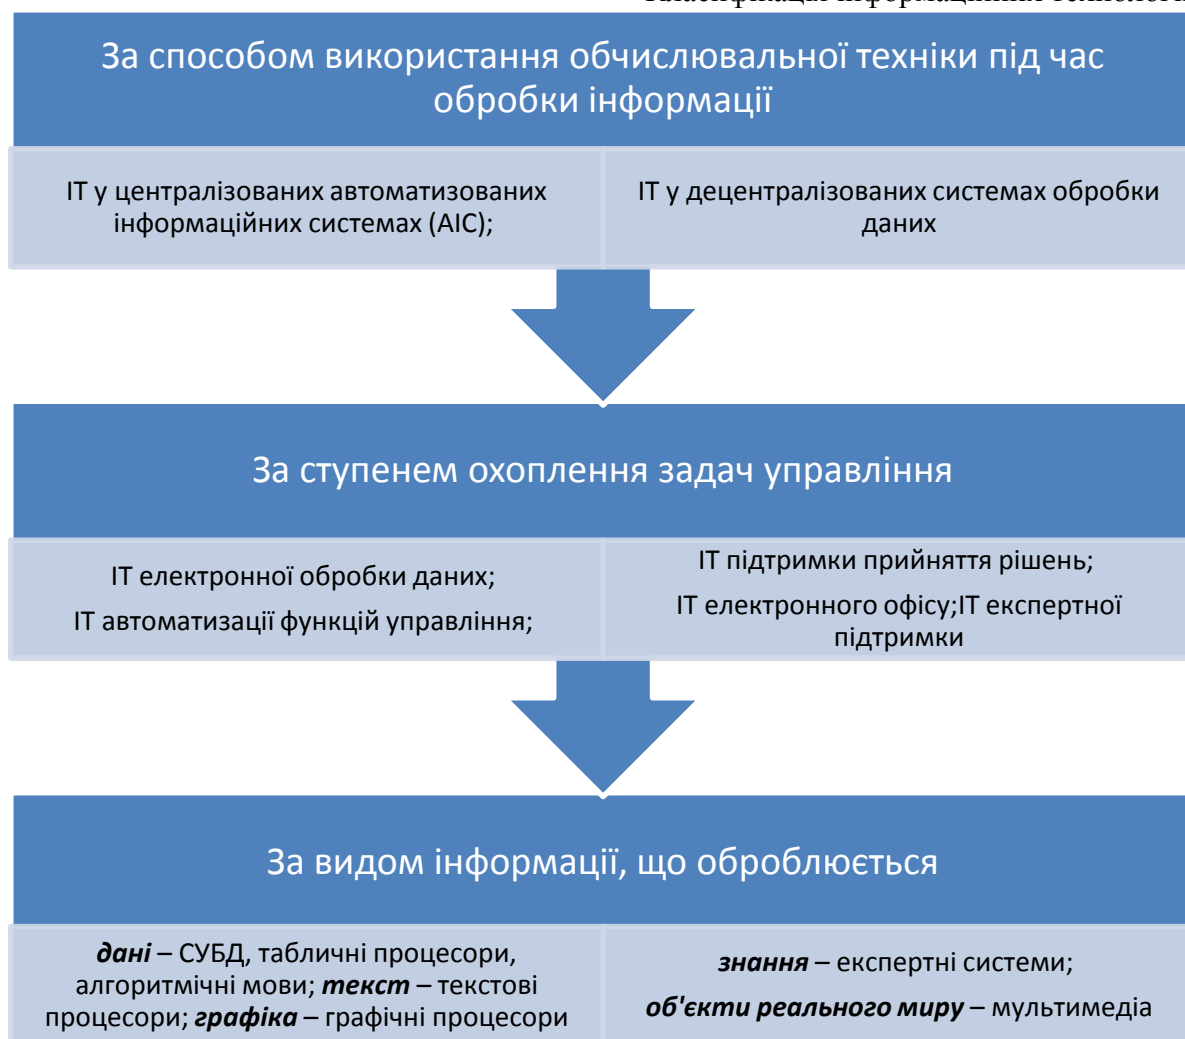 Класифікація інформаційних технологій
За способом використання обчислювальної техніки під час
обробки інформації
ІТ у централізованих автоматизованих
інформаційних системах (АІС);
ІТ у децентралізованих системах обробки
даних
За ступенем охоплення задач управління
ІТ електронної обробки даних;
ІТ автоматизації функцій управління;
ІТ підтримки прийняття рішень;
ІТ електронного офісу;ІТ експертної
підтримки
За видом інформації, що оброблюється
дані – СУБД, табличні процесори,
алгоритмічні мови; текст – текстові
процесори; графіка – графічні процесори
знання – експертні системи;
об'єкти реального миру – мультимедіа